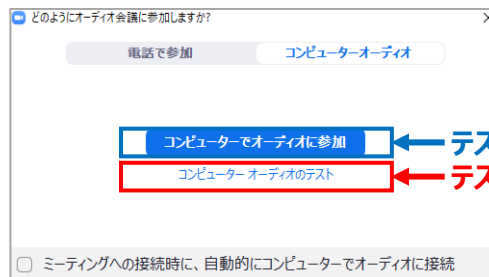 どのようにオーディオ会議に参加しますか?
電話で参加
コンピューターオーディオ
コンピューターでオーディオに参加
テス
コンピューター オーディオのテスト
テス
ミーティングへの接続時に、自動的にコンピューターでオーディオに接続